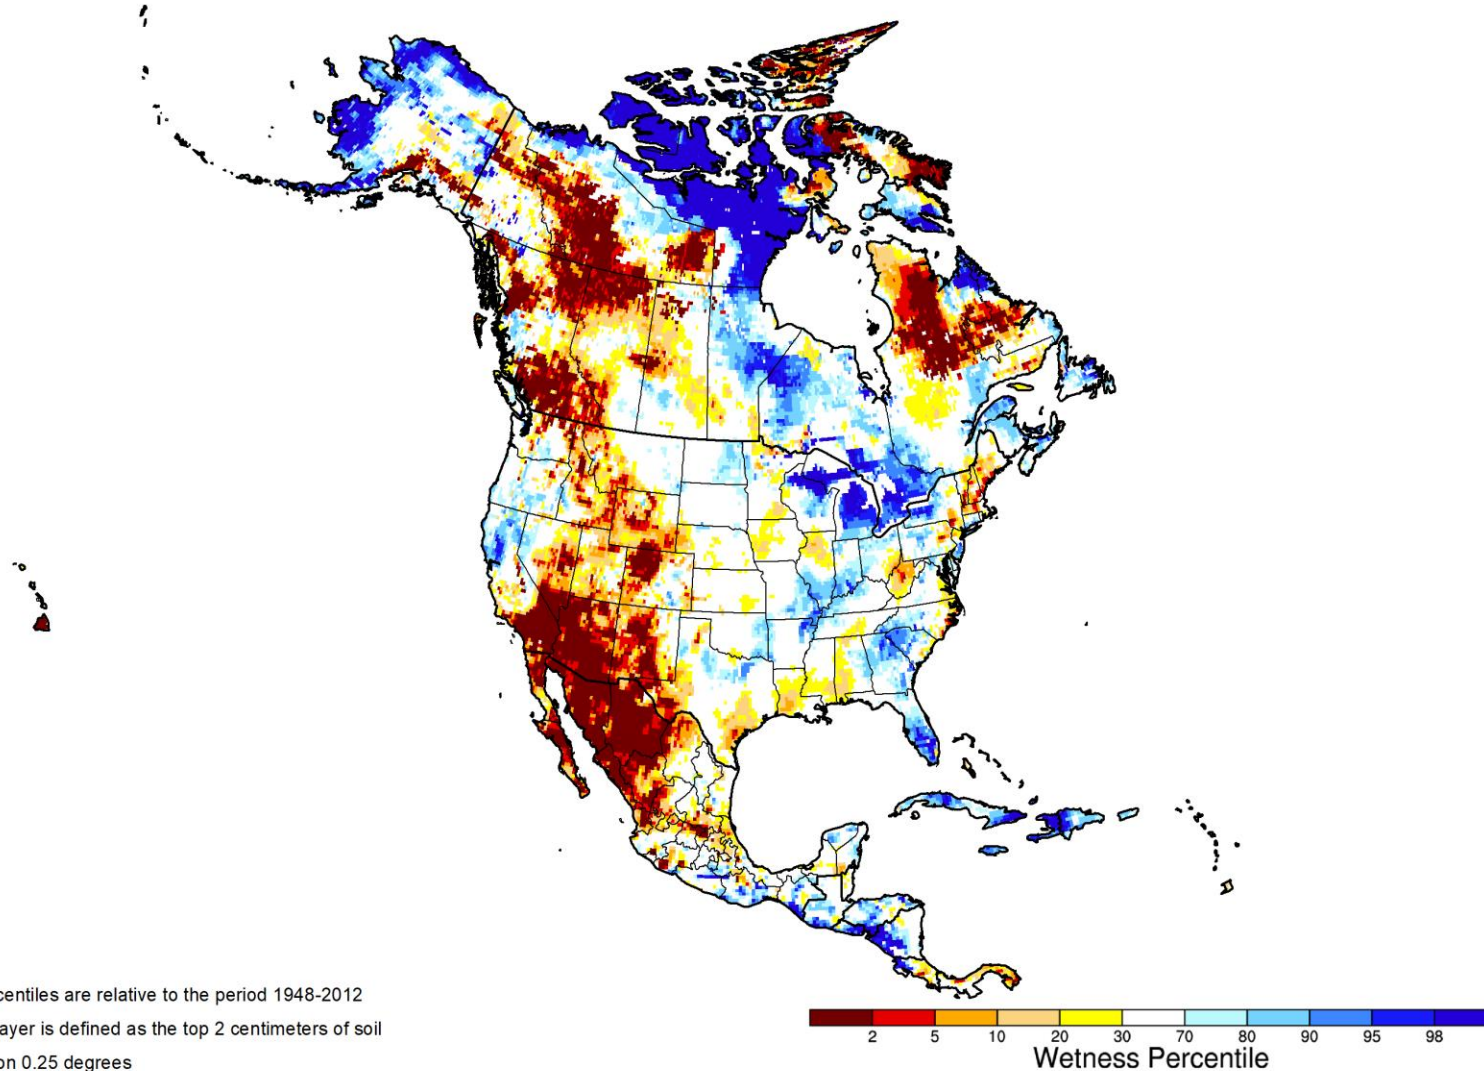 centiles are relative to the period 1948-2012
ayer is defined as the top 2 centimeters of soil
on 0.25 degrees
2 5 10 20 30 70 80 90 95 98
Wetness Percentile